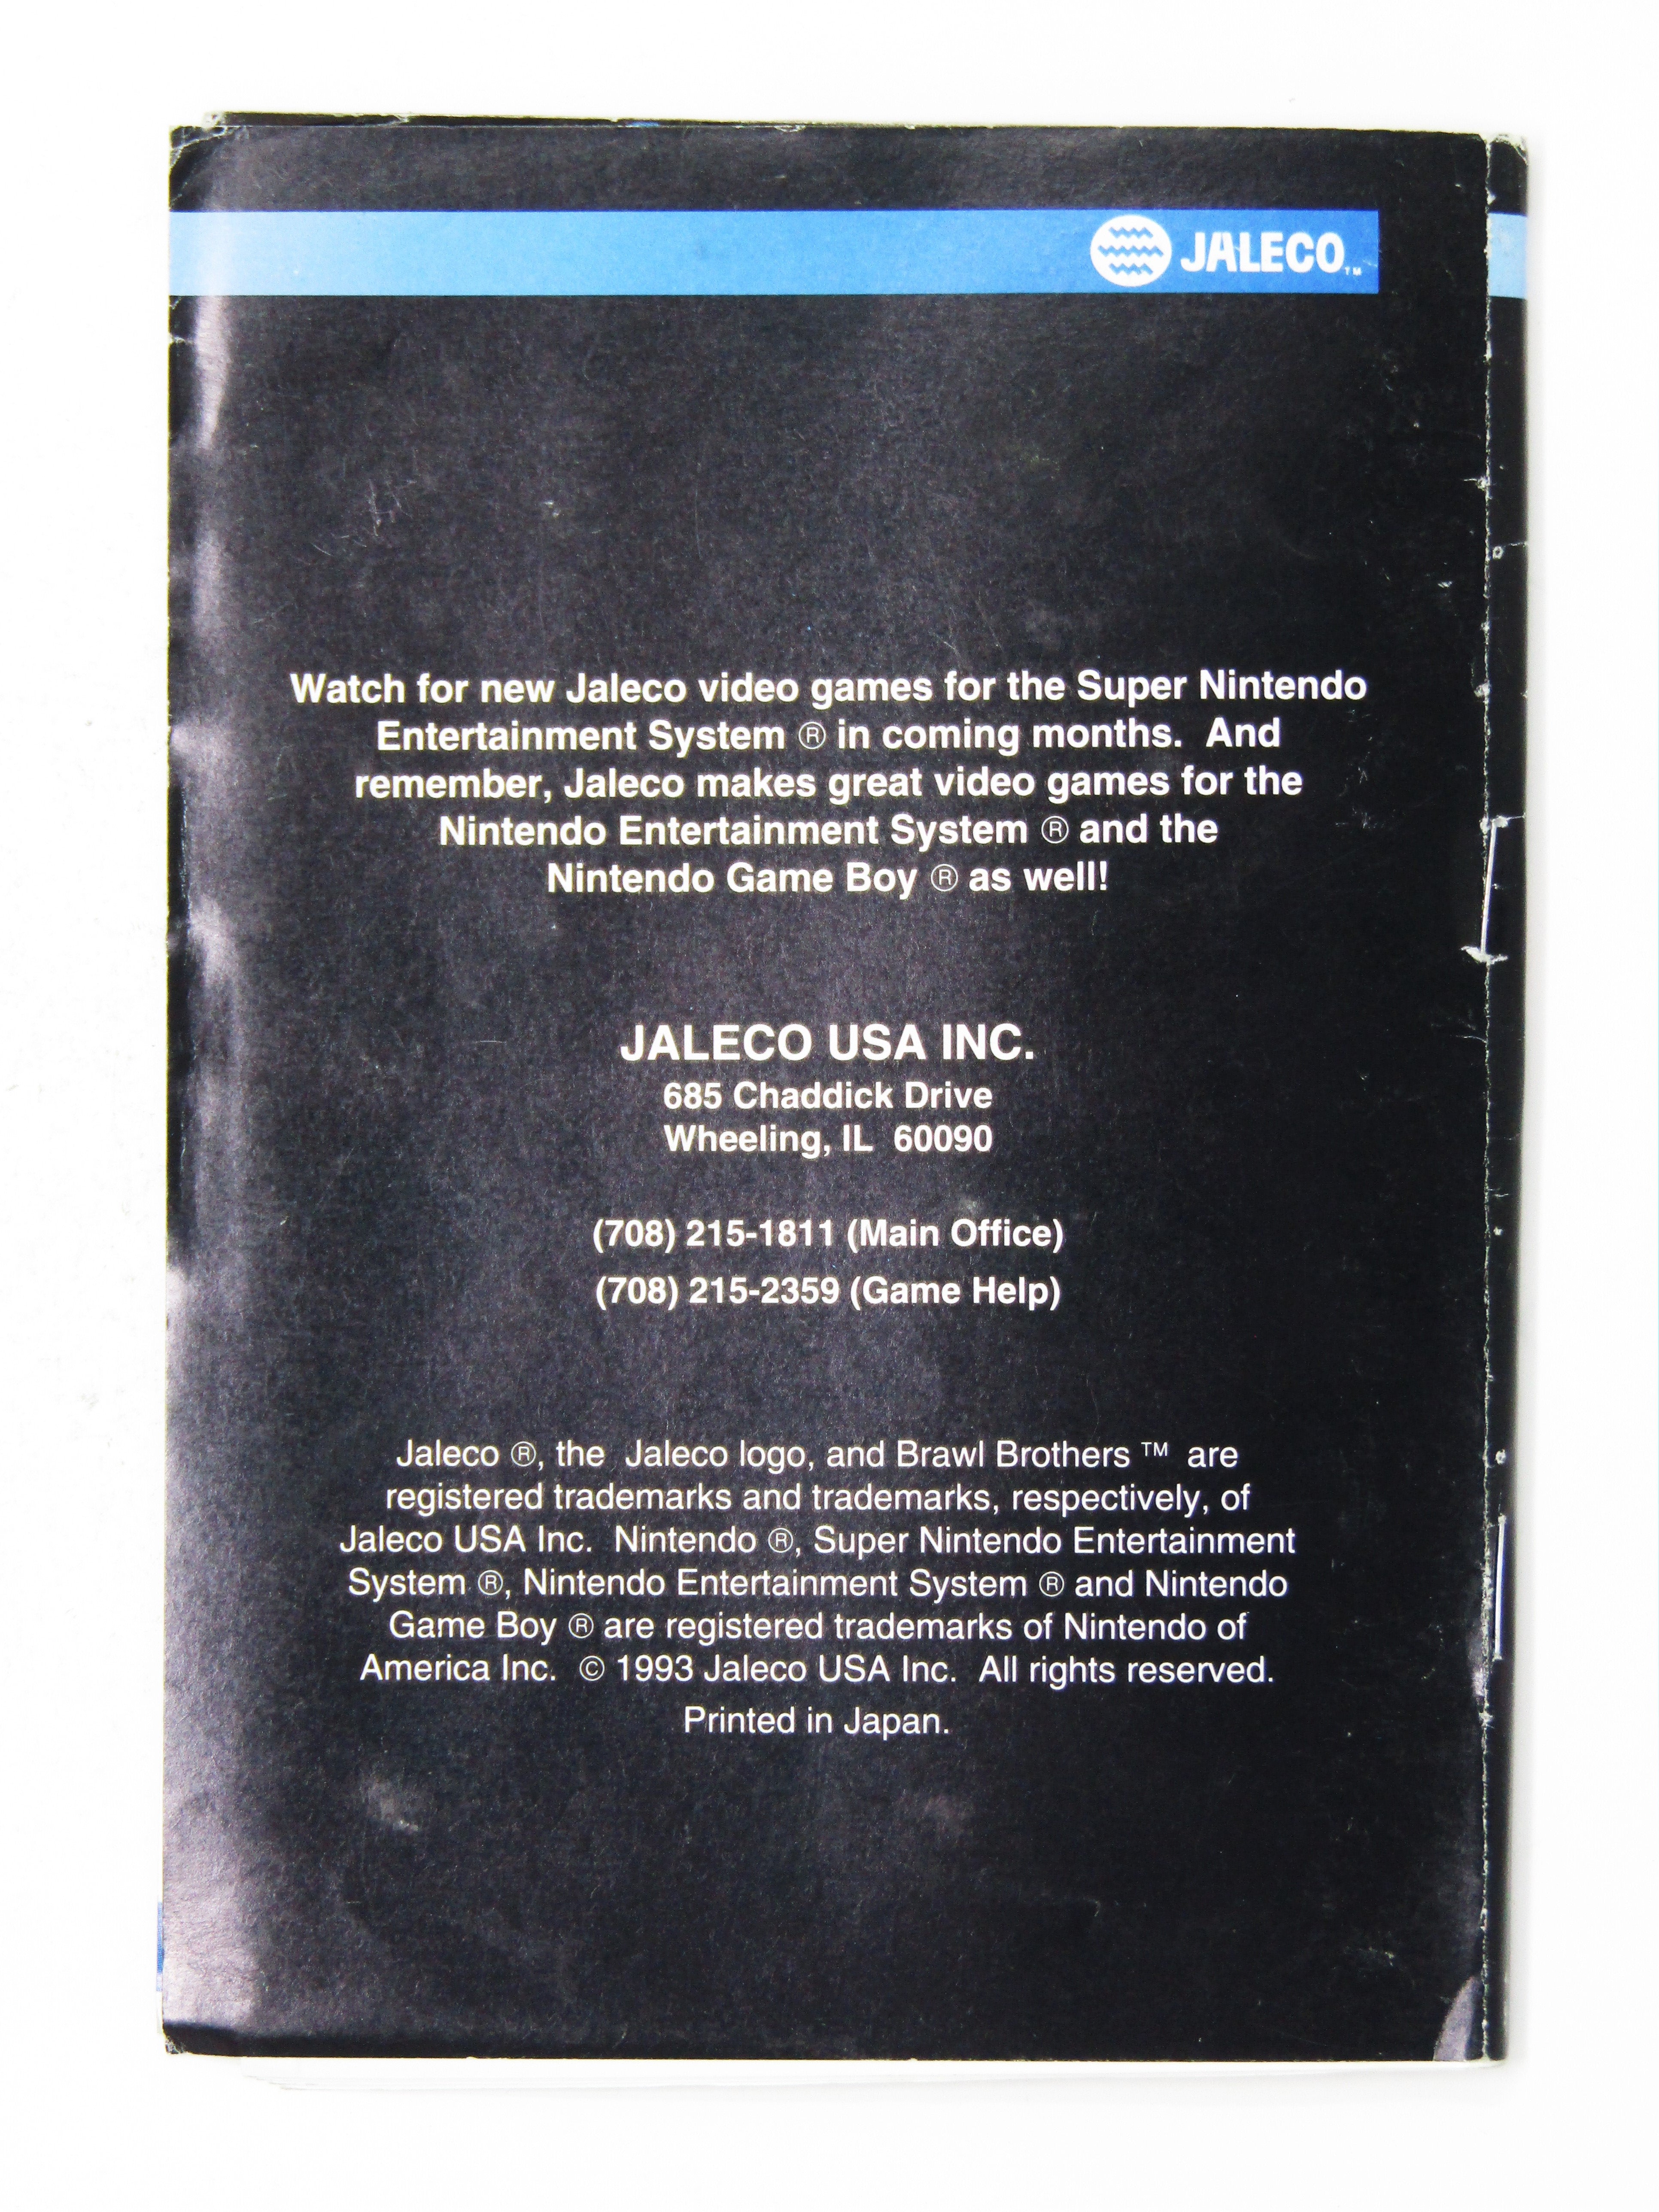 JALECO™
Watch for new Jaleco video games for the Super Nintendo
Entertainment System ® in coming months.  And
remember, Jaleco makes great video games for the
Nintendo Entertainment System ® and the
Nintendo Game Boy ® as well!
JALECO USA INC.
685 Chaddick Drive
Wheeling, IL  60090
(708) 215-1811 (Main Office)
(708) 215-2359 (Game Help)
Jaleco ®, the  Jaleco logo, and Brawl Brothers ™  are
registered trademarks and trademarks, respectively, of
Jaleco USA Inc.  Nintendo ®, Super Nintendo Entertainment
System ®, Nintendo Entertainment System ® and Nintendo
Game Boy ® are registered trademarks of Nintendo of
America Inc.  © 1993 Jaleco USA Inc.  All rights reserved.
Printed in Japan.